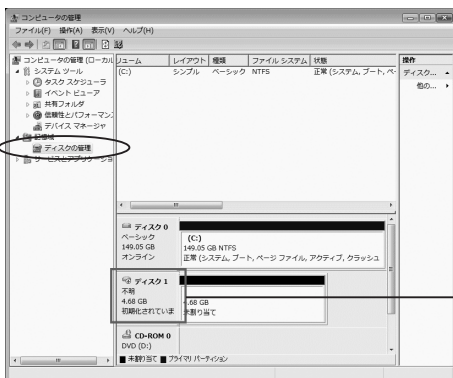 コンピュータの管理
ファイル(F) 操作(A) 表示(V) ヘルプ(H)
コンピュータの管理 (ローカル
システム ツール
タスク スケジューラ
イベント ビューア
共有フォルダ
信頼性とパフォーマンス
デバイス マネージャ
記憶域
ディスクの管理
サービスとアプリケーショ
リューム レイアウト 種類 ファイル システム 状態
(C:) シンプル ベーシック NTFS 正常 (システム, ブート, ペ
操作
ディスク...
他の...
ディスク 0
ベーシック
149.05 GB
オンライン
(C:)
149.05 GB NTFS
正常 (システム, ブート, ページ ファイル, アクティブ, クラッシュ
ディスク 1
不明
4.68 GB
初期化されていま
4.68 GB
未割り当て
CD-ROM 0
DVD (D:)
未割り当て プライマリ パーティション